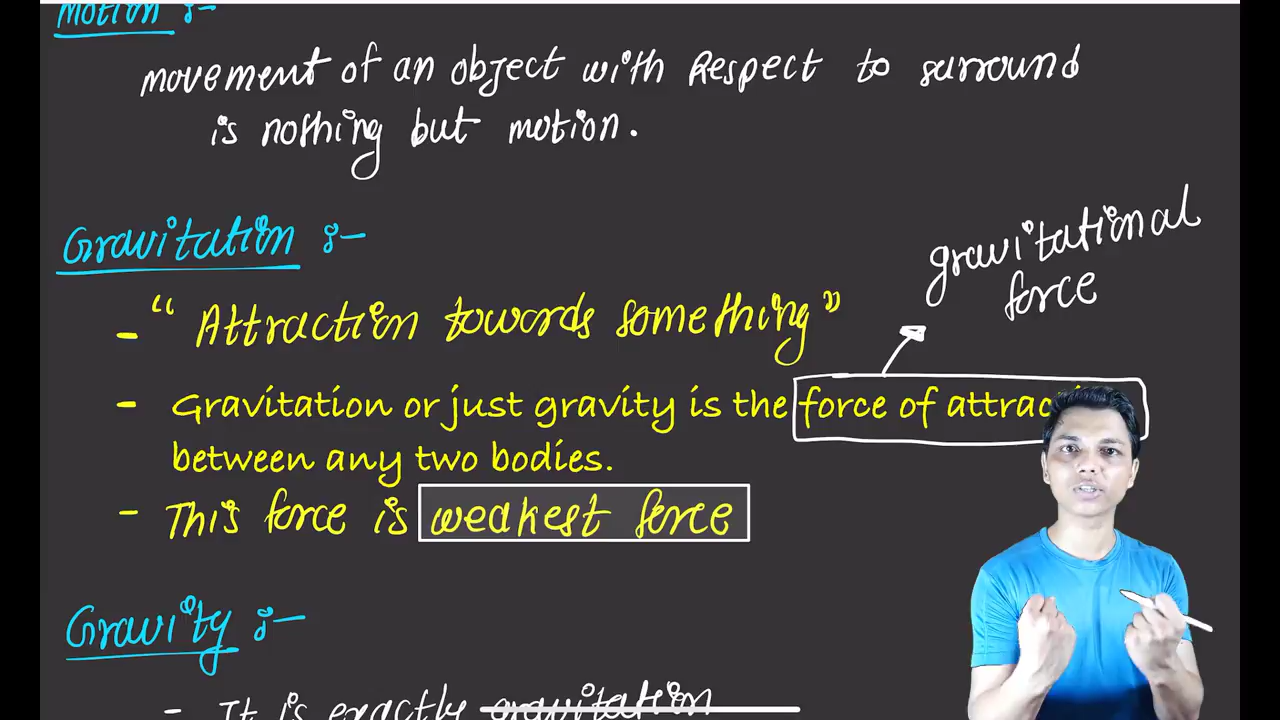 Motion :-
movement of an object with Respect to surround
is nothing but motion.
Gravitation :-
gravitational
force
- "Attraction towards something"
- Gravitation or just gravity is the force of attrac
between any two bodies.
- This force is weakest force
Gravity :-
- It is exactly gravitation